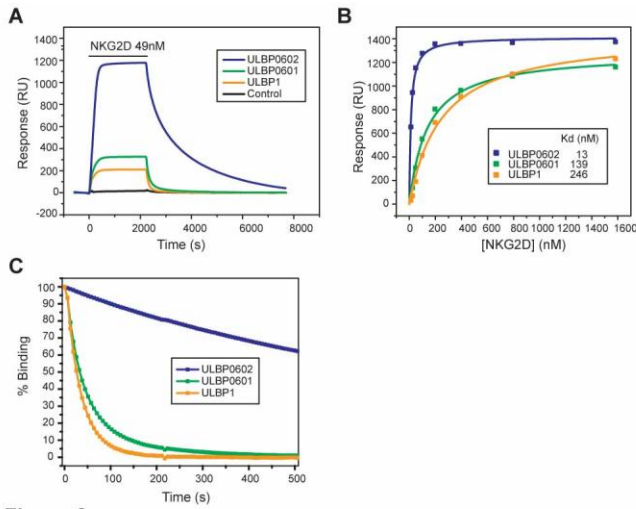 A
NKG2D 49nM
ULBP0602
ULBP0601
ULBP1
Control
Response (RU)
1400
1200
1000
800
600
400
200
0
-200
0
2000
4000
6000
8000
Time (s)
B
Response (RU)
1400
1200
1000
800
600
400
200
0
Kd (nM)
ULBP0602 13
ULBP0601 139
ULBP1 246
0 200 400 600 800 1000 1200 1400 1600
[NKG2D] (nM)
C
% Binding
100
90
80
70
60
50
40
30
20
10
0
ULBP0602
ULBP0601
ULBP1
0 100 200 300 400 500
Time (s)